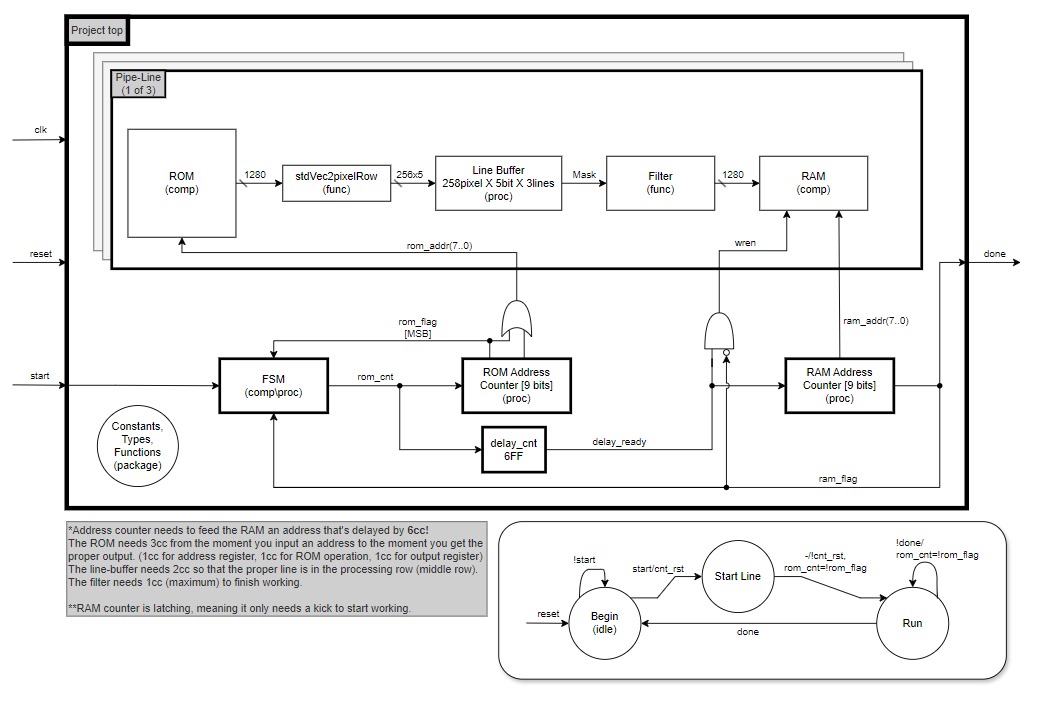 Project top
Pipe-Line
(1 of 3)
clk
ROM
(comp)
1280
stdVec2pixelRow
(func)
256x5
Line Buffer
258pixel X 5bit X 3lines
(proc)
Mask
Filter
(func)
1280
RAM
(comp)
rom_addr(7..0)
wren
reset
done
rom_flag
[MSB]
ram_addr(7..0)
start
FSM
(comp\proc)
rom_cnt
ROM Address
Counter [9 bits]
(proc)
RAM Address
Counter [9 bits]
(proc)
Constants,
Types,
Functions
(package)
delay_cnt
6FF
delay_ready
ram_flag
*Address counter needs to feed the RAM an address that's delayed by 6cc!
The ROM needs 3cc from the moment you input an address to the moment you get the
proper output. (1cc for address register, 1cc for ROM operation, 1cc for output register)
The line-buffer needs 2cc so that the proper line is in the processing row (middle row).
The filter needs 1cc (maximum) to finish working.
**RAM counter is latching, meaning it only needs a kick to start working.
!start
start/cnt_rst
Start Line
-/!cnt_rst,
rom_cnt=!rom_flag
!done/
rom_cnt=!rom_flag
reset
Begin
(idle)
done
Run